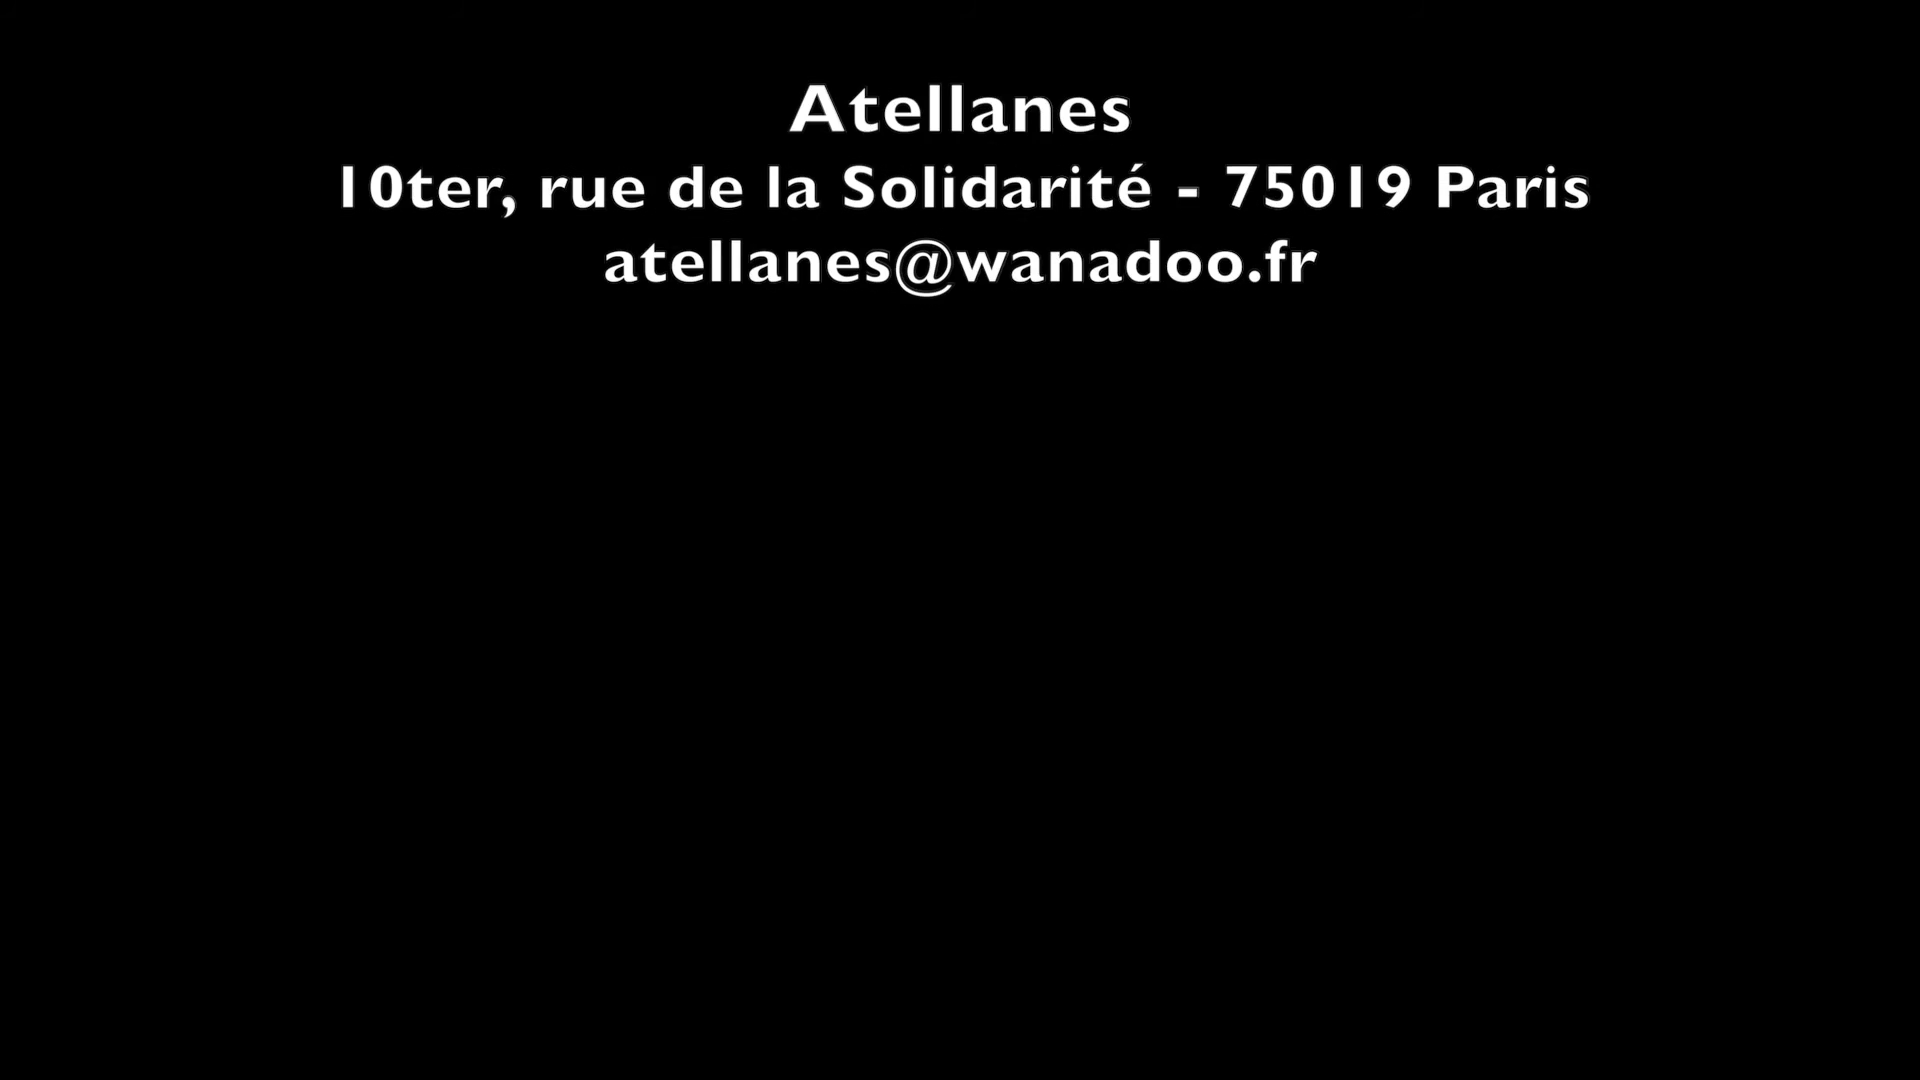 Atellanes
10ter, rue de la Solidarité - 75019 Paris
atellanes@wanadoo.fr